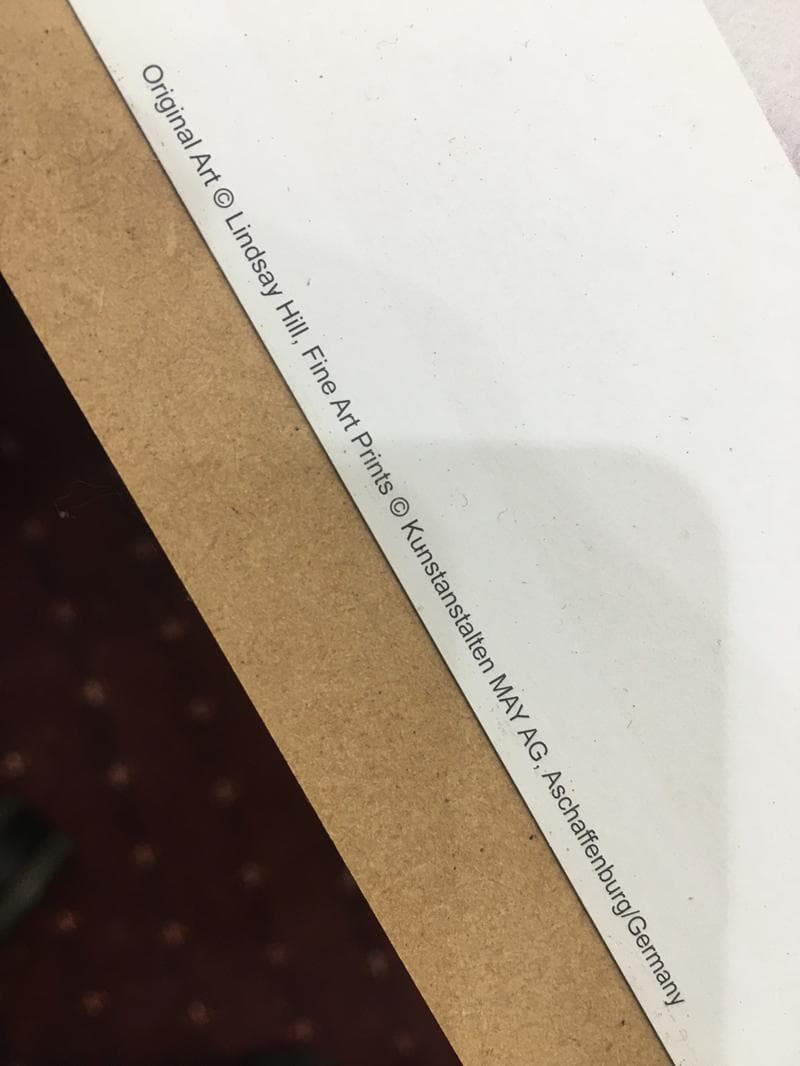 Original Art © Lindsay Hill, Fine Art Prints © Kunstanstalten MAY AG, Aschaffenburg/Germany